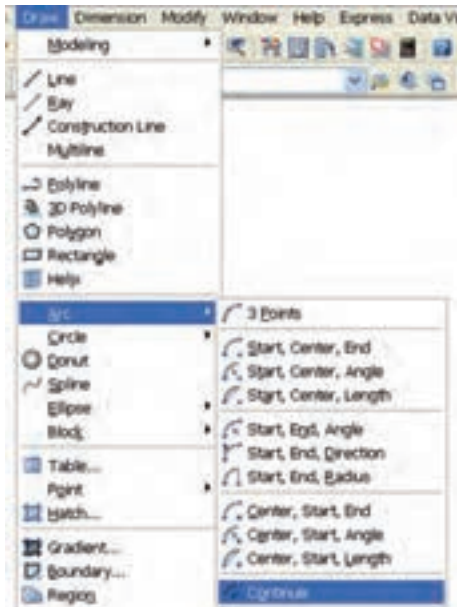 Draw Dimension Modify Window Help Express Data
Modeling
Line
Ray
Construction Line
Multiline
Polyline
3D Polyline
Polygon
Rectangle
Helix
Arc
Circle
Donut
Spline
Ellipse
Block
Table...
Point
Hatch...
Gradient...
Boundary...
Region
3 Points
Start, Center, End
Start, Center, Angle
Start, Center, Length
Start, End, Angle
Start, End, Direction
Start, End, Radius
Center, Start, End
Center, Start, Angle
Center, Start, Length
Continue